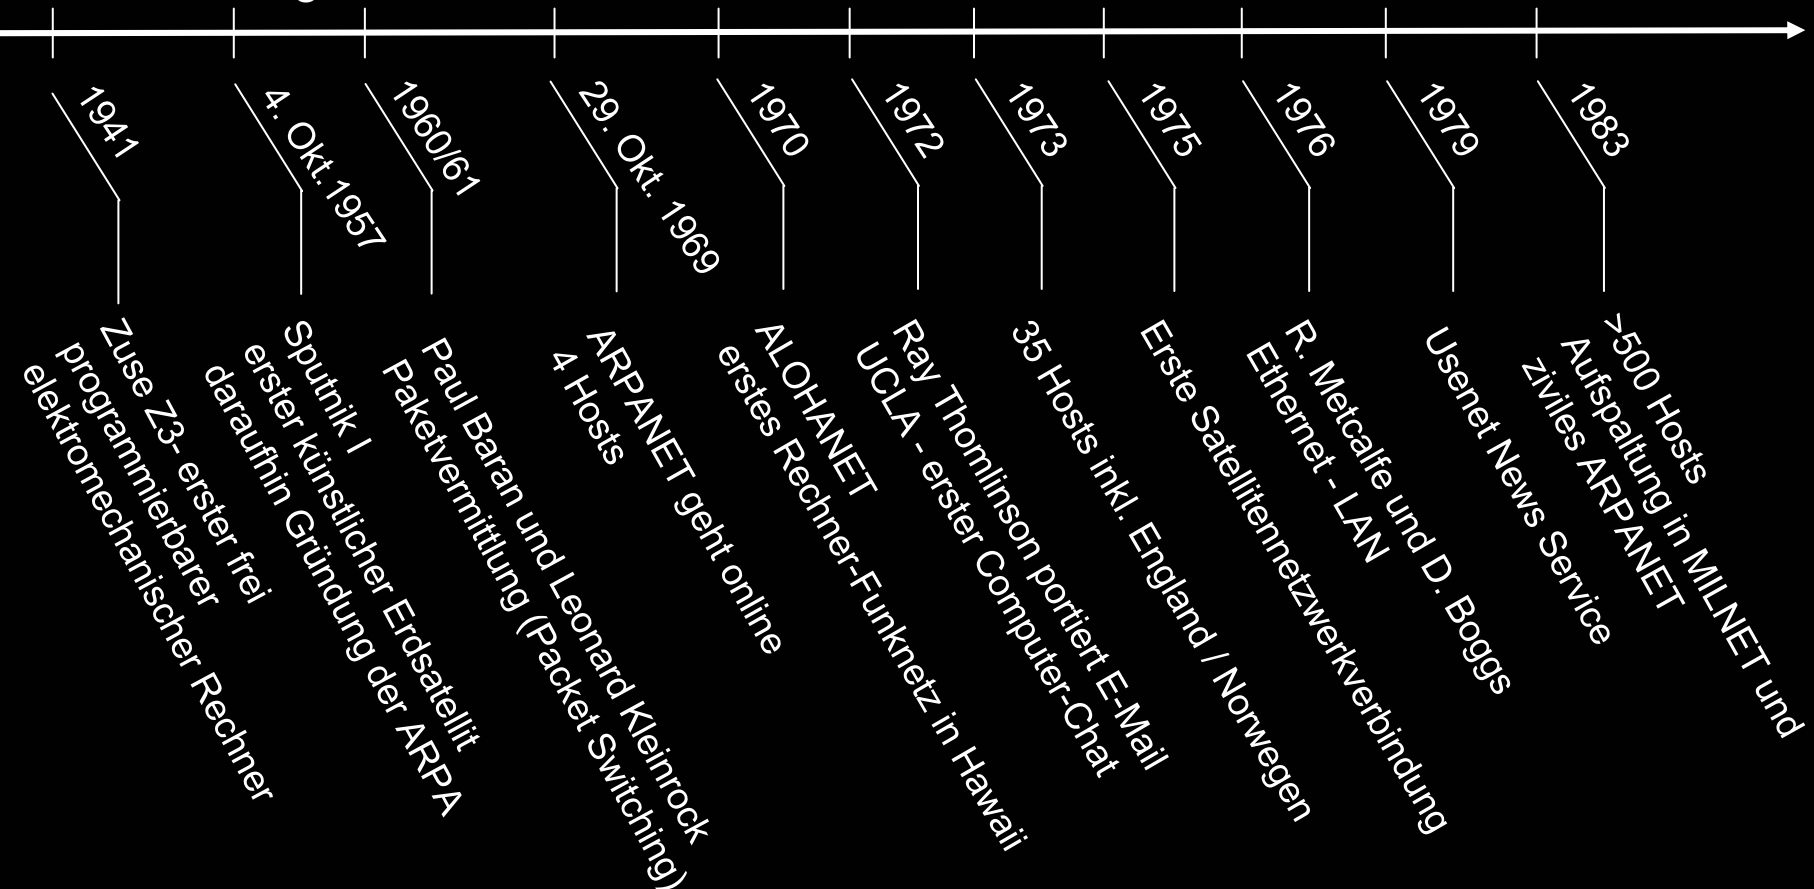 1941
Zuse Z3- erster frei
programmierbarer
elektromechanischer Rechner
4. Okt.1957
Sputnik I
erster künstlicher Erdsatellit
daraufhin Gründung der ARPA
1960/61
Paul Baran und Leonard Kleinrock
Paketvermittlung (Packet Switching)
29. Okt. 1969
ARPANET geht online
4 Hosts
1970
ALOHANET
erstes Rechner-Funknetz in Hawaii
1972
Ray Thomlinson portiert E-Mail
UCLA - erster Computer-Chat
1973
35 Hosts inkl. England / Norwegen
1975
Erste Satellitennetzwerkverbindung
1976
R. Metcalfe und D. Boggs
Ethernet - LAN
1979
Usenet News Service
1983
>500 Hosts
Aufspaltung in MILNET und
ziviles ARPANET